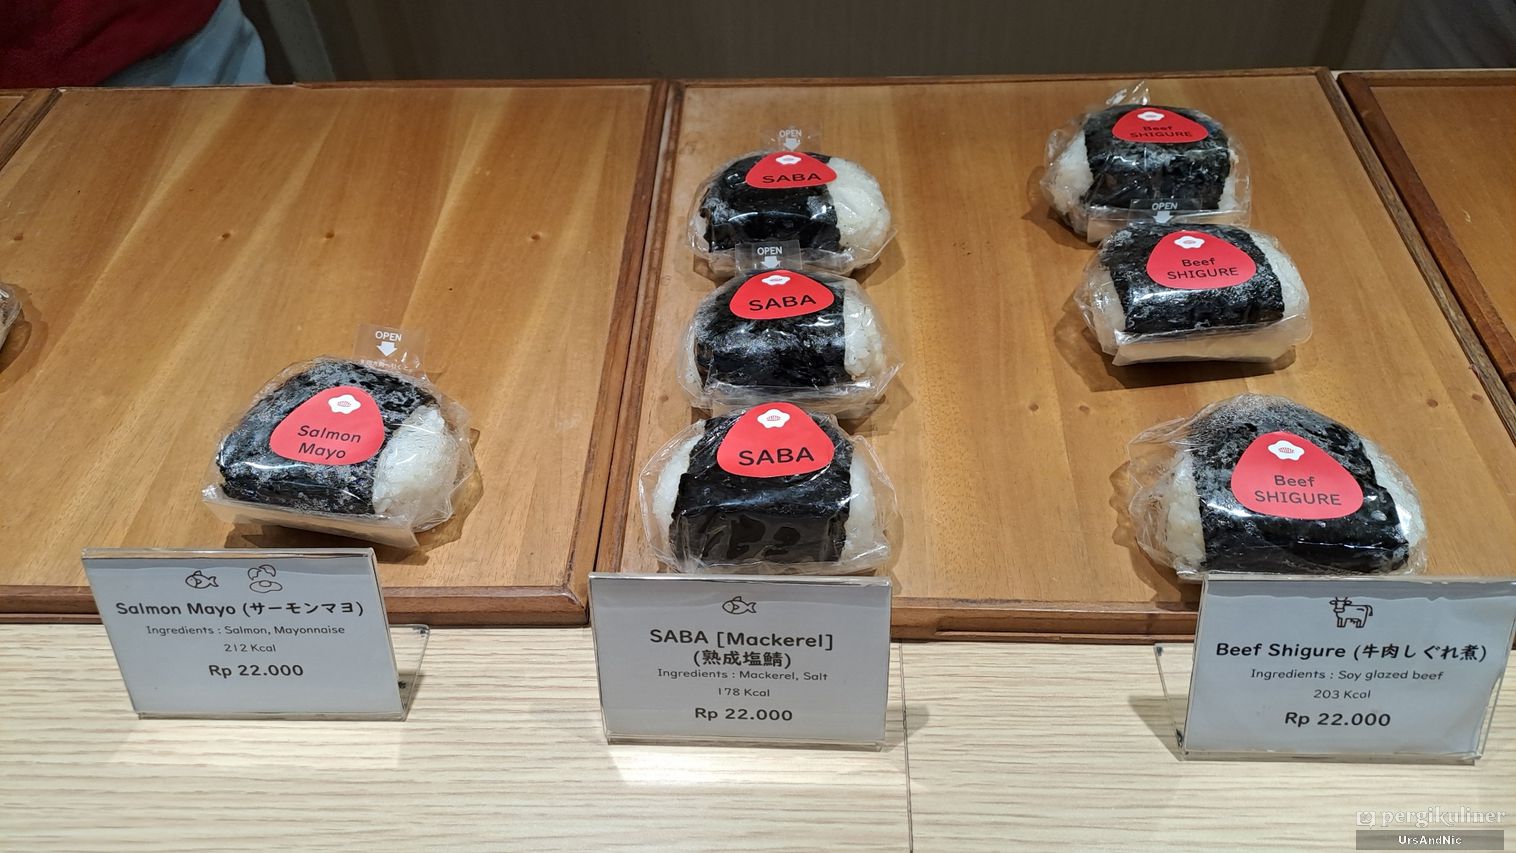 OPEN
Salmon
Mayo
Salmon Mayo (サーモンマヨ)
Ingredients : Salmon, Mayonnaise
212 Kcal
Rp 22.000
OPEN
SABA
OPEN
SABA
SABA
SABA [Mackerel]
(熟成塩鯖)
Ingredients : Mackerel, Salt
178 Kcal
Rp 22.000
Beef
SHIGURE
OPEN
Beef
SHIGURE
Beef
SHIGURE
Beef Shigure (牛肉しぐれ煮)
Ingredients : Soy glazed beef
203 Kcal
Rp 22.000
pergikuliner
UrsAndNic